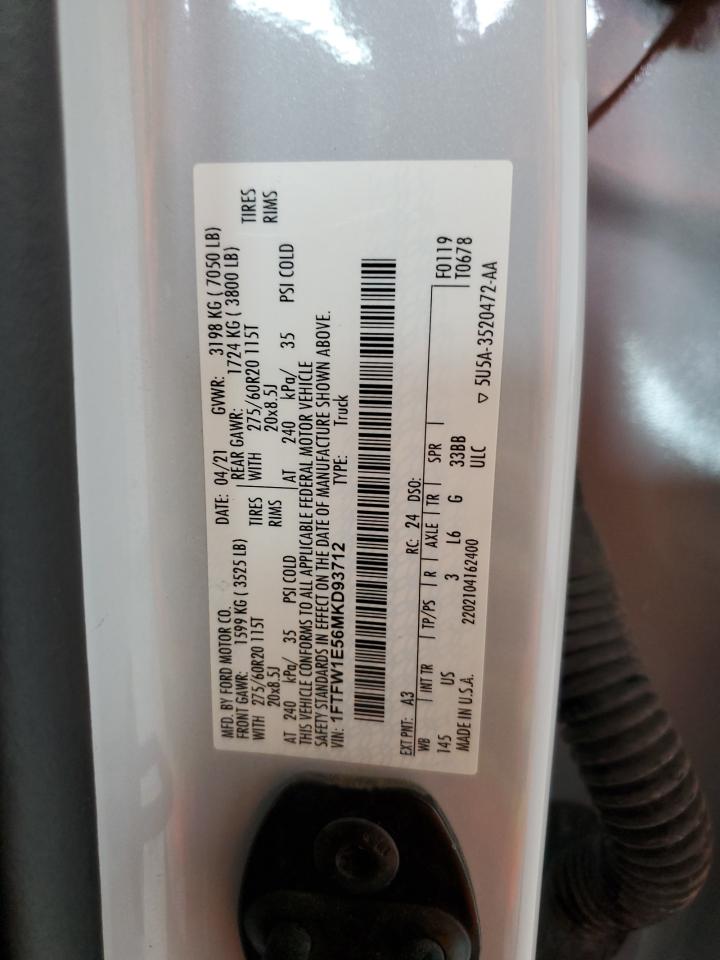 MFD. BY FORD MOTOR CO.
DATE: 04/21 GVWR: 3198 KG ( 7050 LB)
FRONT GAWR: 1599 KG ( 3525 LB) REAR GAWR: 1724 KG ( 3800 LB)
WITH 275/60R20 115T TIRES WITH 275/60R20 115T TIRES
20x8.5J RIMS 20x8.5J RIMS
AT 240 kPa/ 35 PSI COLD AT 240 kPa/ 35 PSI COLD
THIS VEHICLE CONFORMS TO ALL APPLICABLE FEDERAL MOTOR VEHICLE
SAFETY STANDARDS IN EFFECT ON THE DATE OF MANUFACTURE SHOWN ABOVE.
VIN: 1FTFW1E56MKD93712 TYPE: Truck
EXT PNT: A3 RC: 24 DSO: F0119
WB INT TR TP/PS R AXLE TR SPR T0678
145 US 3 L6 G 33BB
MADE IN U.S.A. 2202104162400 ULC ▽ 5U5A-3520472-AA